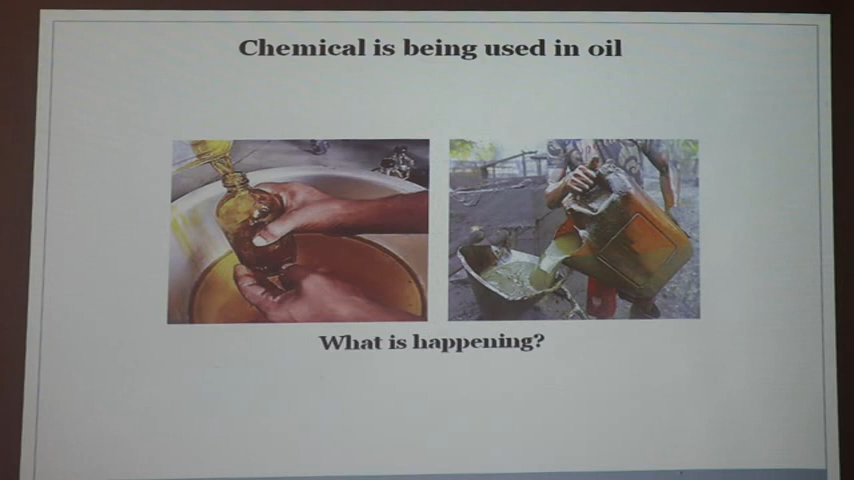 Chemical is being used in oil
What is happening?